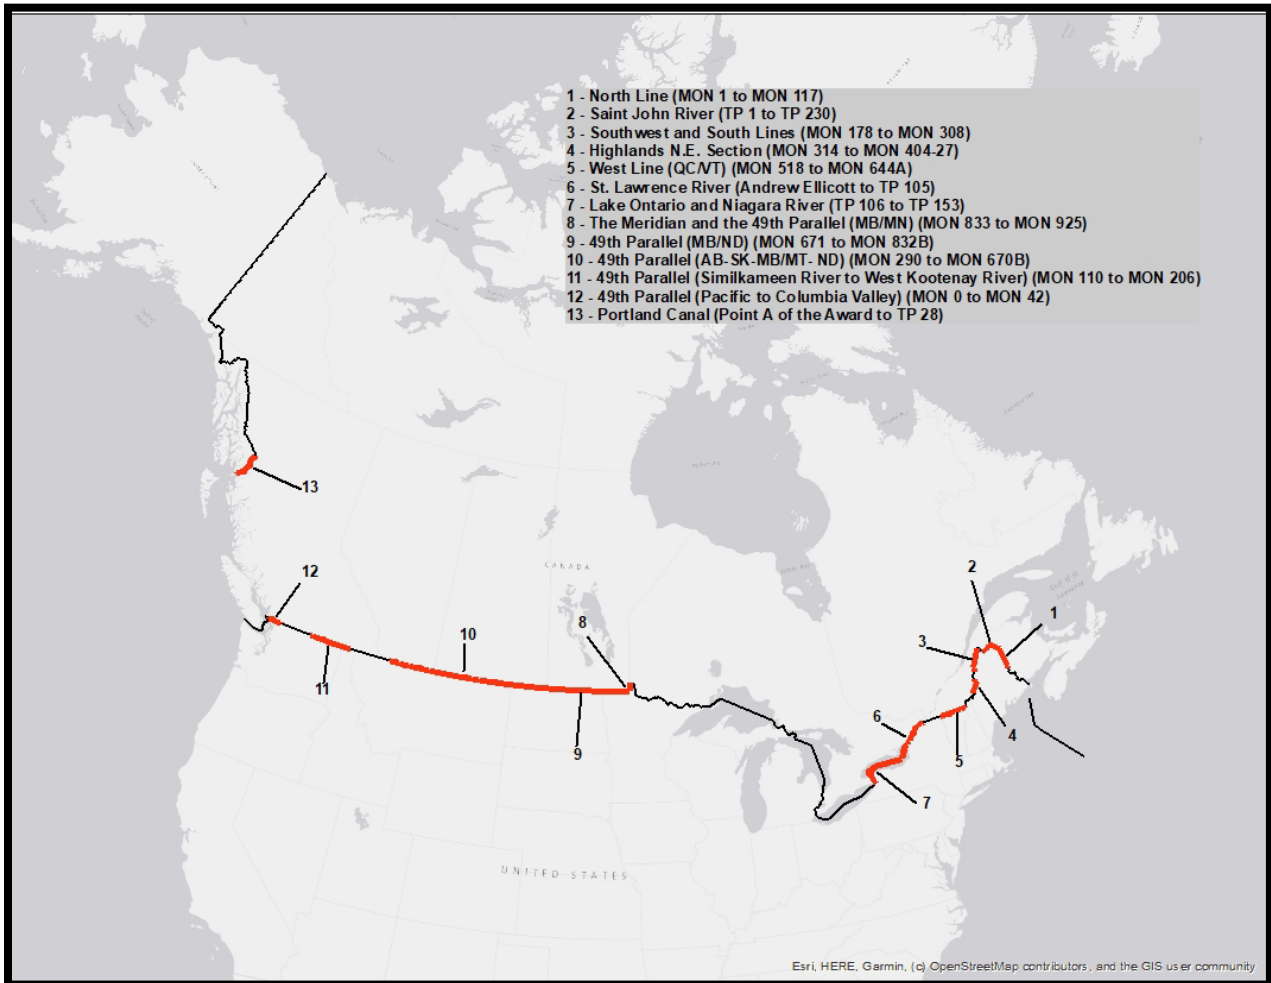 1 - North Line (MON 1 to MON 117)
2 - Saint John River (TP 1 to TP 230)
3 - Southwest and South Lines (MON 178 to MON 308)
4 - Highlands N.E. Section (MON 314 to MON 404-27)
5 - West Line (QC/VT) (MON 518 to MON 644A)
6 - St. Lawrence River (Andrew Ellicott to TP 105)
7 - Lake Ontario and Niagara River (TP 106 to TP 153)
8 - The Meridian and the 49th Parallel (MB/MN) (MON 833 to MON 925)
9 - 49th Parallel (MB/ND) (MON 671 to MON 832B)
10 - 49th Parallel (AB-SK-MB/MT- ND) (MON 290 to MON 670B)
11 - 49th Parallel (Similkameen River to West Kootenay River) (MON 110 to MON 206)
12 - 49th Parallel (Pacific to Columbia Valley) (MON 0 to MON 42)
13 - Portland Canal (Point A of the Award to TP 28)
13
CANADA
2
12
1
8
10
3
11
6
4
9
5
7
UNITED STATES
Esri, HERE, Garmin, (c) OpenStreetMap contributors, and the GIS user community